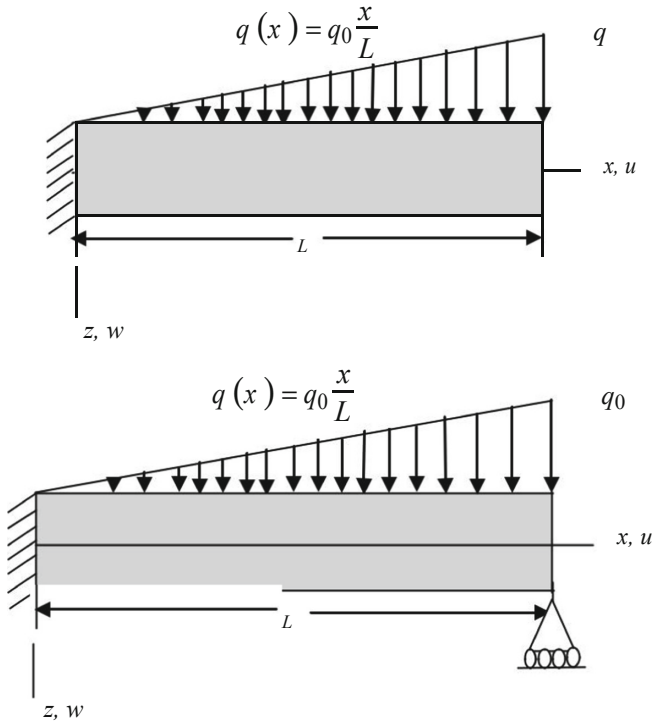 q (x) = q₀ x/L
q
x, u
L
z, w
q (x) = q₀ x/L
q₀
x, u
L
z, w